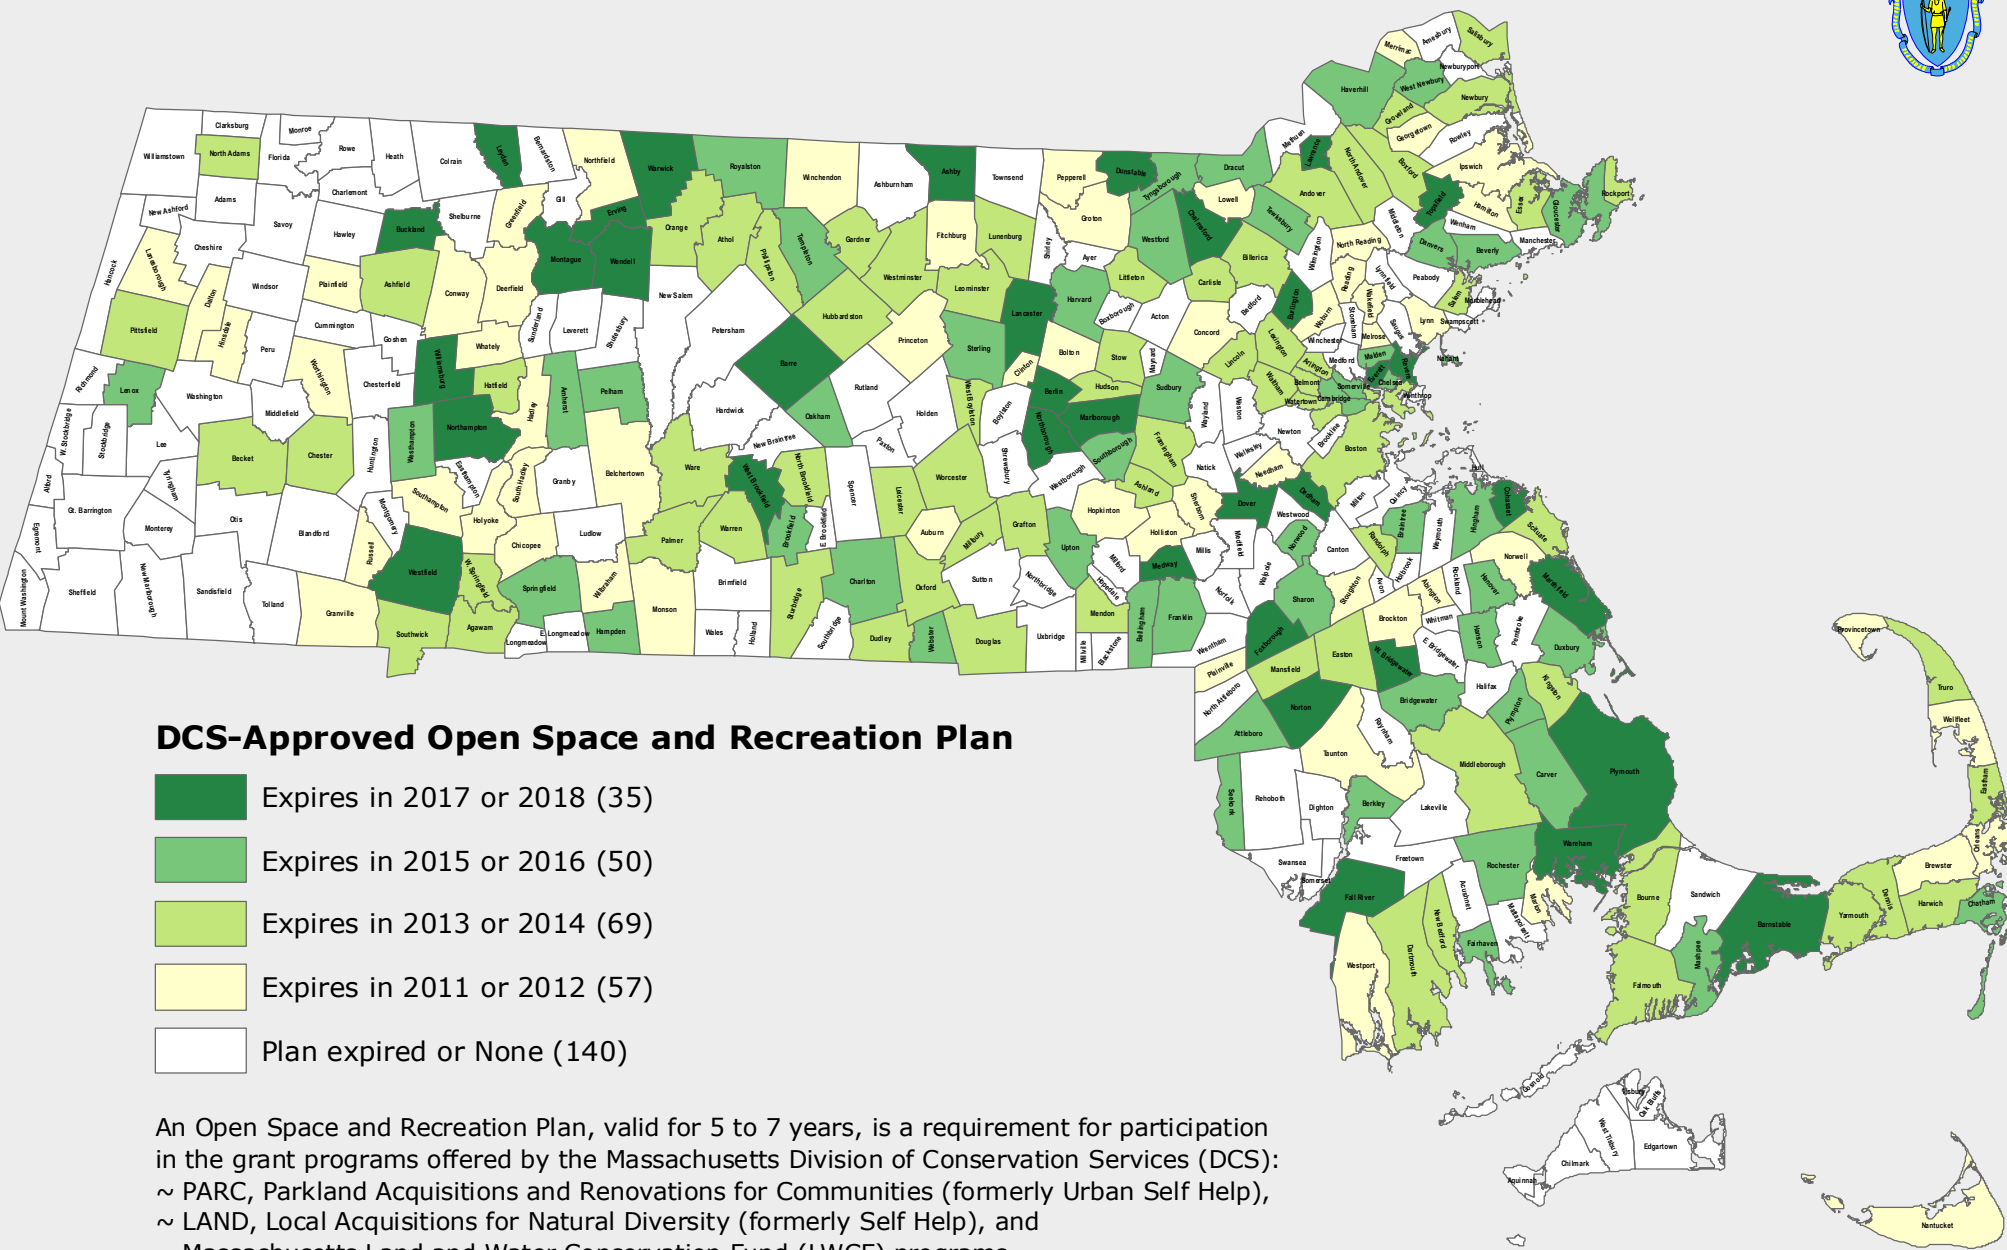 Salisbury
Amesbury
Merrimac
Newburyport
West Newbury
Haverhill
Newbury
Groveland
Georgetown
Rowley
Methuen
Lawrence
North Andover
Boxford
Ipswich
Clarksburg
Monroe
Williamstown
North Adams
Florida
Rowe
Heath
Colrain
Leyden
Bernardston
Northfield
Warwick
Royalston
Winchendon
Ashburnham
Ashby
Townsend
Pepperell
Dunstable
Tyngsborough
Dracut
Lowell
Andover
Topsfield
Hamilton
Essex
Gloucester
Rockport
Charlemont
Adams
New Ashford
Savoy
Hawley
Buckland
Shelburne
Greenfield
Gill
Erving
Orange
Athol
Phillipston
Templeton
Gardner
Westminster
Fitchburg
Lunenburg
Shirley
Groton
Ayer
Westford
Chelmsford
Tewksbury
Wilmington
North Reading
Middleton
Wenham
Danvers
Beverly
Manchester
Hancock
Lanesborough
Cheshire
Dalton
Windsor
Plainfield
Ashfield
Conway
Deerfield
Montague
Wendell
New Salem
Petersham
Hubbardston
Leominster
Lancaster
Harvard
Littleton
Boxborough
Acton
Carlisle
Billerica
Bedford
Burlington
Woburn
Reading
Wakefield
Lynnfield
Peabody
Salem
Marblehead
Swampscott
Lynn
Saugus
Stoneham
Melrose
Winchester
Medford
Malden
Revere
Nahant
Everett
Chelsea
Winthrop
Somerville
Cambridge
Belmont
Arlington
Watertown
Waltham
Lexington
Lincoln
Concord
Pittsfield
Hinsdale
Peru
Cummington
Goshen
Worthington
Williamsburg
Whately
Sunderland
Leverett
Shutesbury
Barre
Princeton
Sterling
Clinton
Bolton
Stow
Maynard
Hudson
Berlin
Sudbury
Richmond
Lenox
Washington
Middlefield
Chesterfield
Hatfield
Hadley
Amherst
Pelham
Hardwick
Oakham
Rutland
Holden
West Boylston
Boylston
Northborough
Marlborough
Southborough
Framingham
Wayland
Weston
Newton
Brookline
Boston
W. Stockbridge
Stockbridge
Lee
Becket
Chester
Huntington
Westhampton
Northampton
Easthampton
South Hadley
Granby
Belchertown
Ware
New Braintree
West Brookfield
North Brookfield
Spencer
Paxton
Leicester
Worcester
Shrewsbury
Westborough
Ashland
Natick
Wellesley
Needham
Dover
Dedham
Milton
Quincy
Hull
Alford
Gt. Barrington
Tyringham
Monterey
Otis
Blandford
Montgomery
Russell
Southampton
Holyoke
Chicopee
Ludlow
Palmer
Warren
Brookfield
E. Brookfield
Auburn
Millbury
Grafton
Upton
Hopkinton
Holliston
Sherborn
Milford
Medway
Millis
Medfield
Westwood
Norwood
Canton
Randolph
Braintree
Weymouth
Hingham
Cohasset
Scituate
Norwell
Egremont
Mount Washington
Sheffield
New Marlborough
Sandisfield
Tolland
Granville
Westfield
Southwick
W. Springfield
Agawam
Springfield
Longmeadow
E. Longmeadow
Wilbraham
Hampden
Monson
Brimfield
Wales
Holland
Sturbridge
Southbridge
Charlton
Oxford
Dudley
Webster
Sutton
Douglas
Northbridge
Uxbridge
Hopedale
Mendon
Millville
Blackstone
Bellingham
Franklin
Norfolk
Wrentham
Walpole
Sharon
Stoughton
Avon
Holbrook
Abington
Rockland
Hanover
Marshfield
Foxborough
Plainville
Mansfield
Easton
Brockton
Whitman
W. Bridgewater
E. Bridgewater
Hanson
Pembroke
Duxbury
North Attleboro
Attleboro
Norton
Raynham
Bridgewater
Halifax
Plympton
Kingston
Taunton
Middleborough
Carver
Plymouth
Seekonk
Rehoboth
Dighton
Berkley
Lakeville
Swansea
Somerset
Freetown
Fall River
Rochester
Wareham
Acushnet
Marion
Mattapoisett
Fairhaven
New Bedford
Dartmouth
Westport
Bourne
Sandwich
Mashpee
Falmouth
Barnstable
Yarmouth
Dennis
Harwich
Brewster
Chatham
Orleans
Eastham
Wellfleet
Truro
Provincetown
Gosnold
Tisbury
Oak Bluffs
West Tisbury
Edgartown
Chilmark
Aquinnah
Nantucket
DCS-Approved Open Space and Recreation Plan
Expires in 2017 or 2018 (35)
Expires in 2015 or 2016 (50)
Expires in 2013 or 2014 (69)
Expires in 2011 or 2012 (57)
Plan expired or None (140)
An Open Space and Recreation Plan, valid for 5 to 7 years, is a requirement for participation
in the grant programs offered by the Massachusetts Division of Conservation Services (DCS):
~ PARC, Parkland Acquisitions and Renovations for Communities (formerly Urban Self Help),
~ LAND, Local Acquisitions for Natural Diversity (formerly Self Help), and
Massachusetts Land and Water Conservation Fund (LWCF) programs